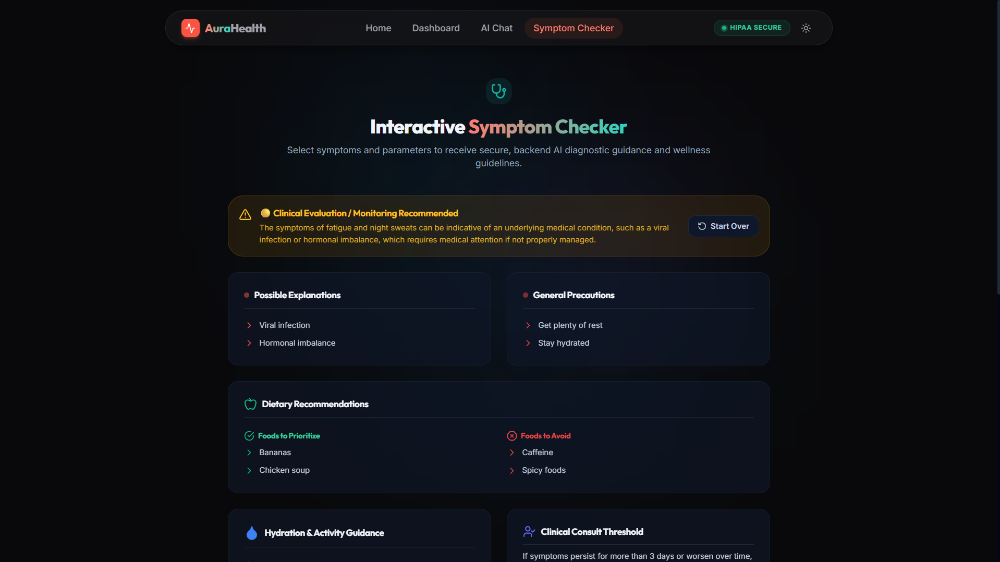 AuraHealth
Home
Dashboard
AI Chat
Symptom Checker
HIPAA SECURE
Interactive Symptom Checker
Select symptoms and parameters to receive secure, backend AI diagnostic guidance and wellness
guidelines.
Clinical Evaluation / Monitoring Recommended
The symptoms of fatigue and night sweats can be indicative of an underlying medical condition, such as a viral
infection or hormonal imbalance, which requires medical attention if not properly managed.
Start Over
Possible Explanations
Viral infection
Hormonal imbalance
General Precautions
Get plenty of rest
Stay hydrated
Dietary Recommendations
Foods to Prioritize
Bananas
Chicken soup
Foods to Avoid
Caffeine
Spicy foods
Hydration & Activity Guidance
Clinical Consult Threshold
If symptoms persist for more than 3 days or worsen over time,